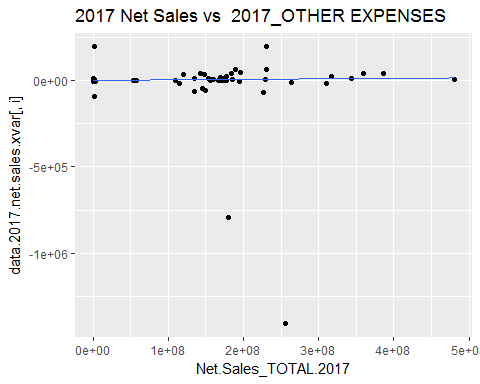 2017 Net Sales vs  2017_OTHER EXPENSES
data.2017.net.sales.xvar[, i]
0e+00
-5e+05
-1e+06
0e+00 1e+08 2e+08 3e+08 4e+08 5e+08
Net.Sales_TOTAL.2017